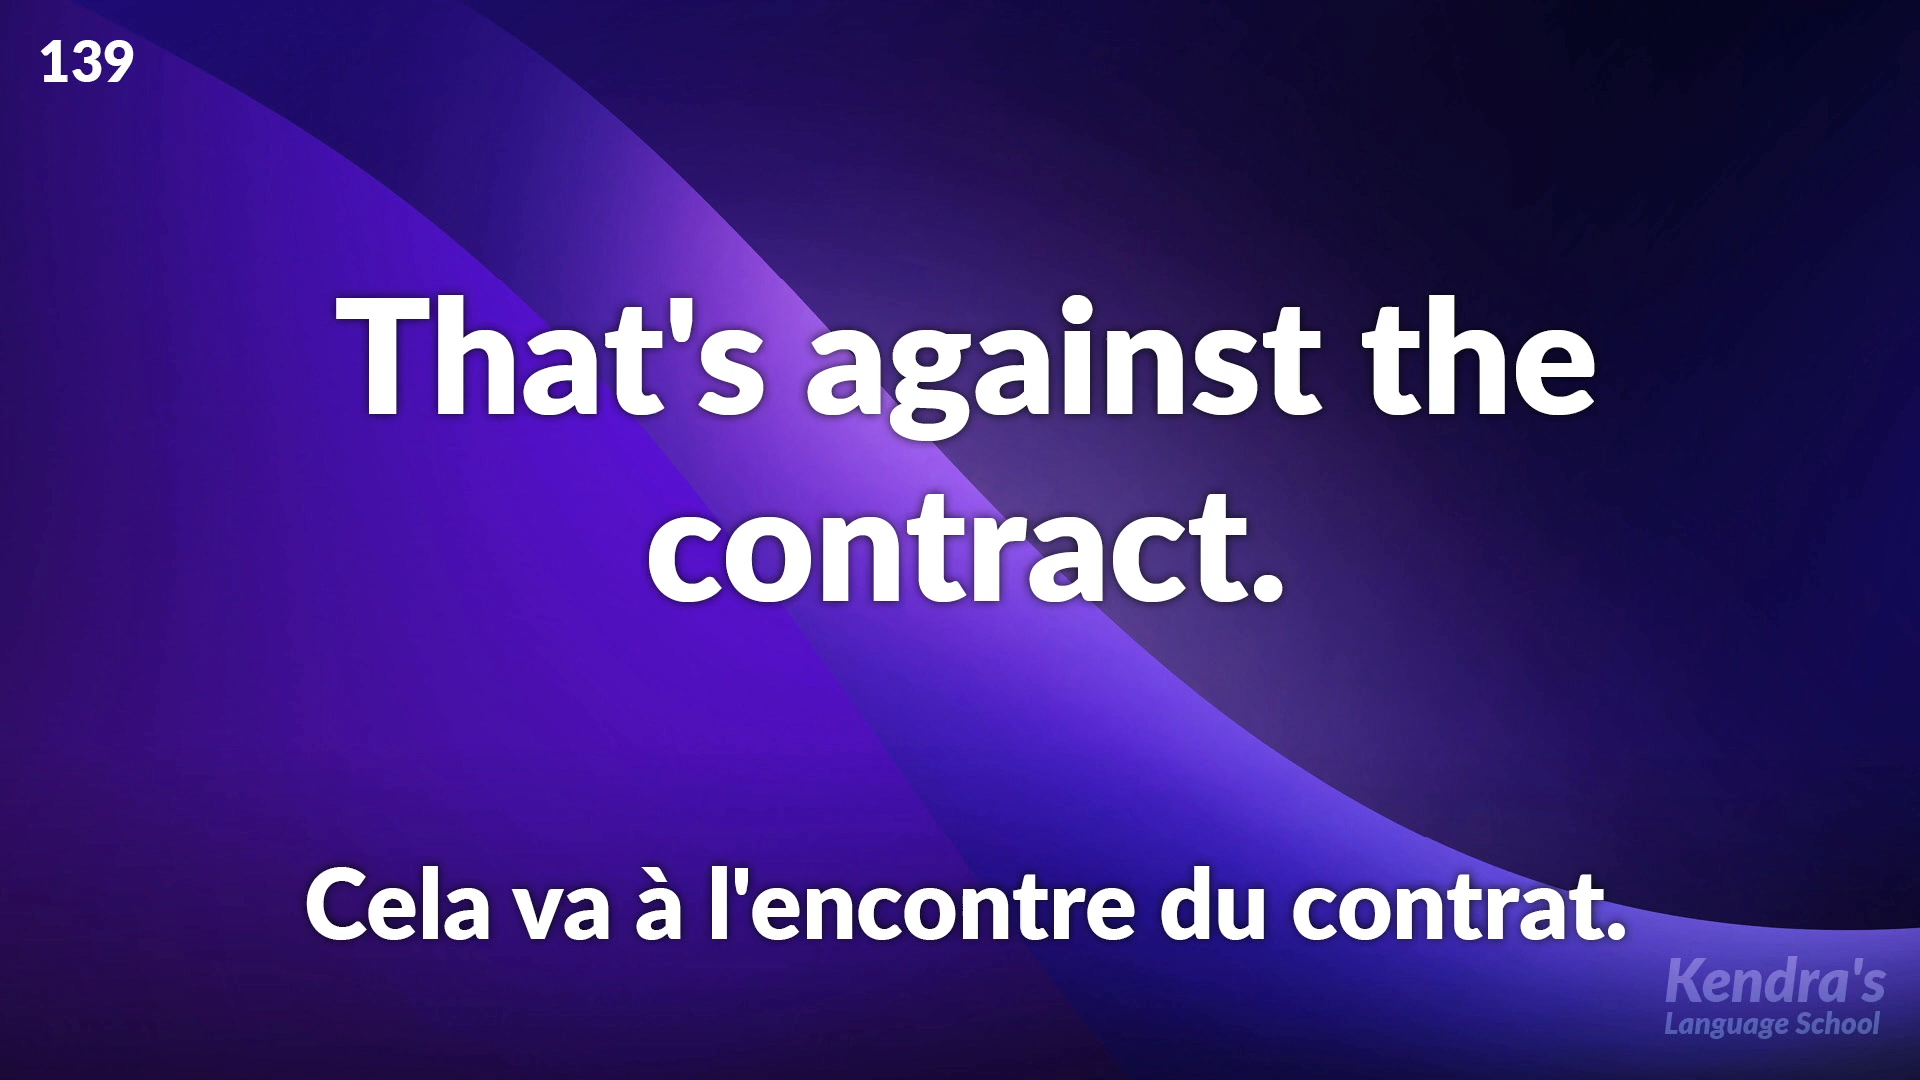 139
That's against the
contract.
Cela va à l'encontre du contrat.
Kendra's
Language School